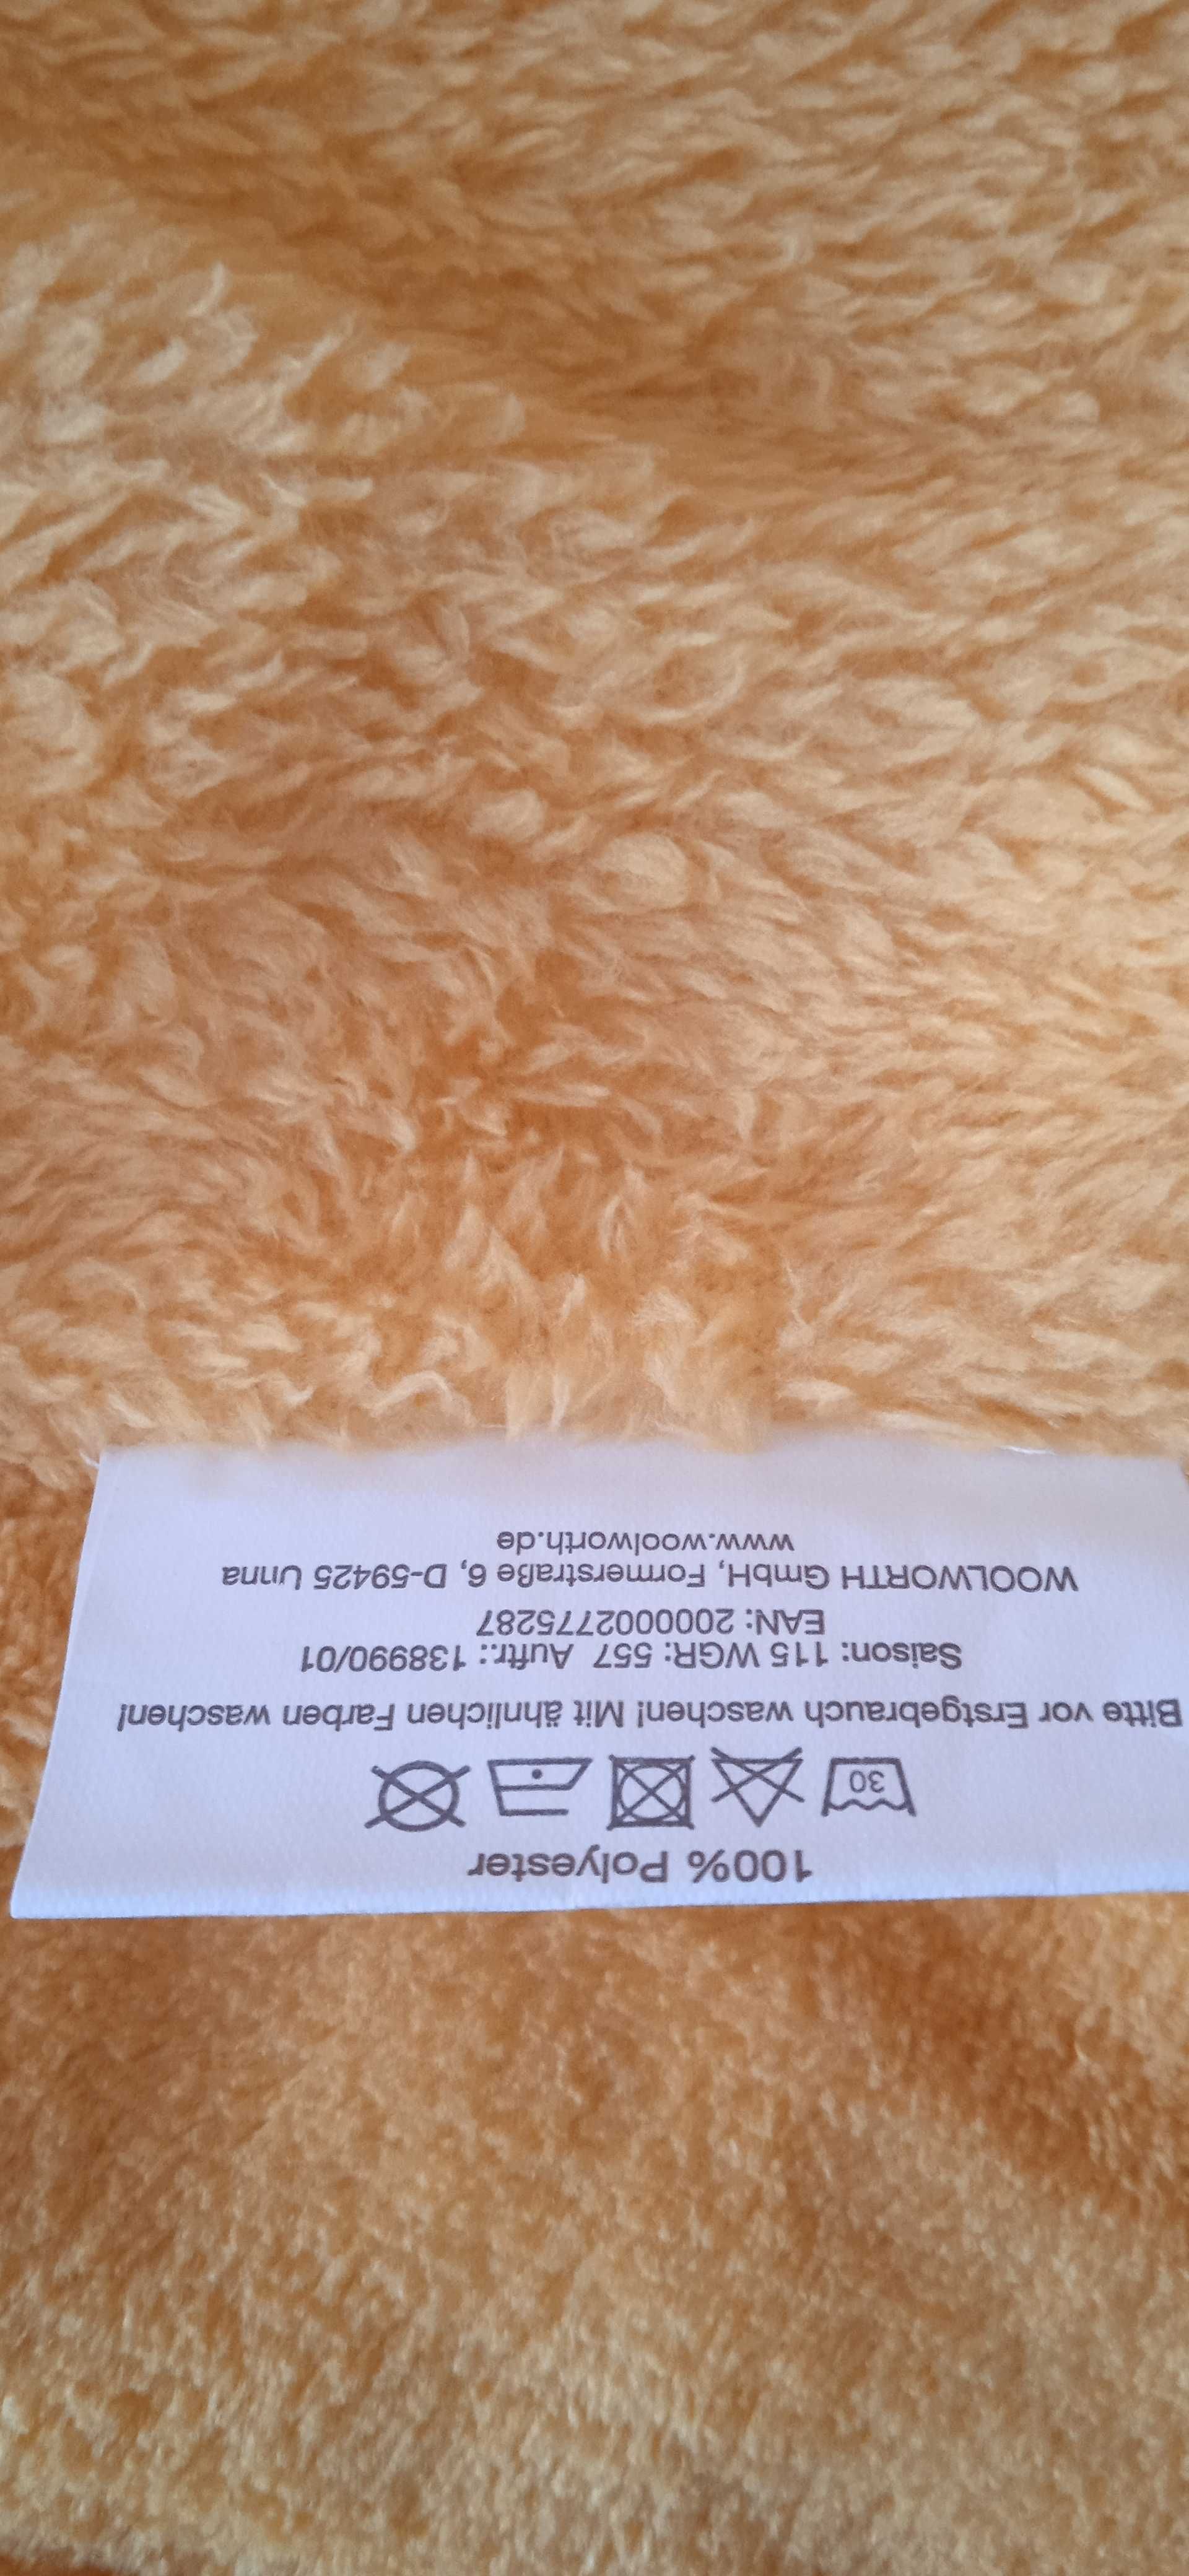 100% Polyester
30
Bitte vor Erstgebrauch waschen! Mit ähnlichen Farben waschen!
Saison: 115 WGR: 557 Auftr.: 138990/01
EAN: 2000002775287
WOOLWORTH GmbH, Formerstraße 6, D-59425 Unna
www.woolworth.de